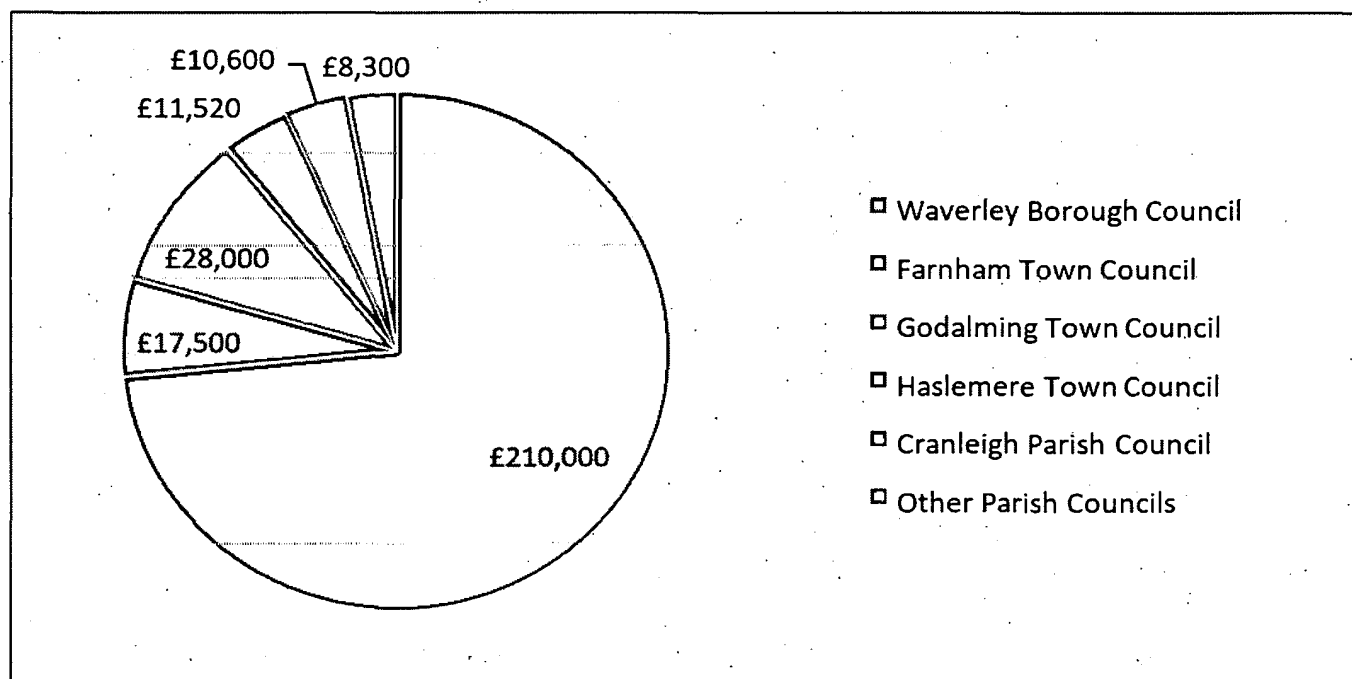 £10,600
£8,300
£11,520
£28,000
£17,500
£210,000
Waverley Borough Council
Farnham Town Council
Godalming Town Council
Haslemere Town Council
Cranleigh Parish Council
Other Parish Councils